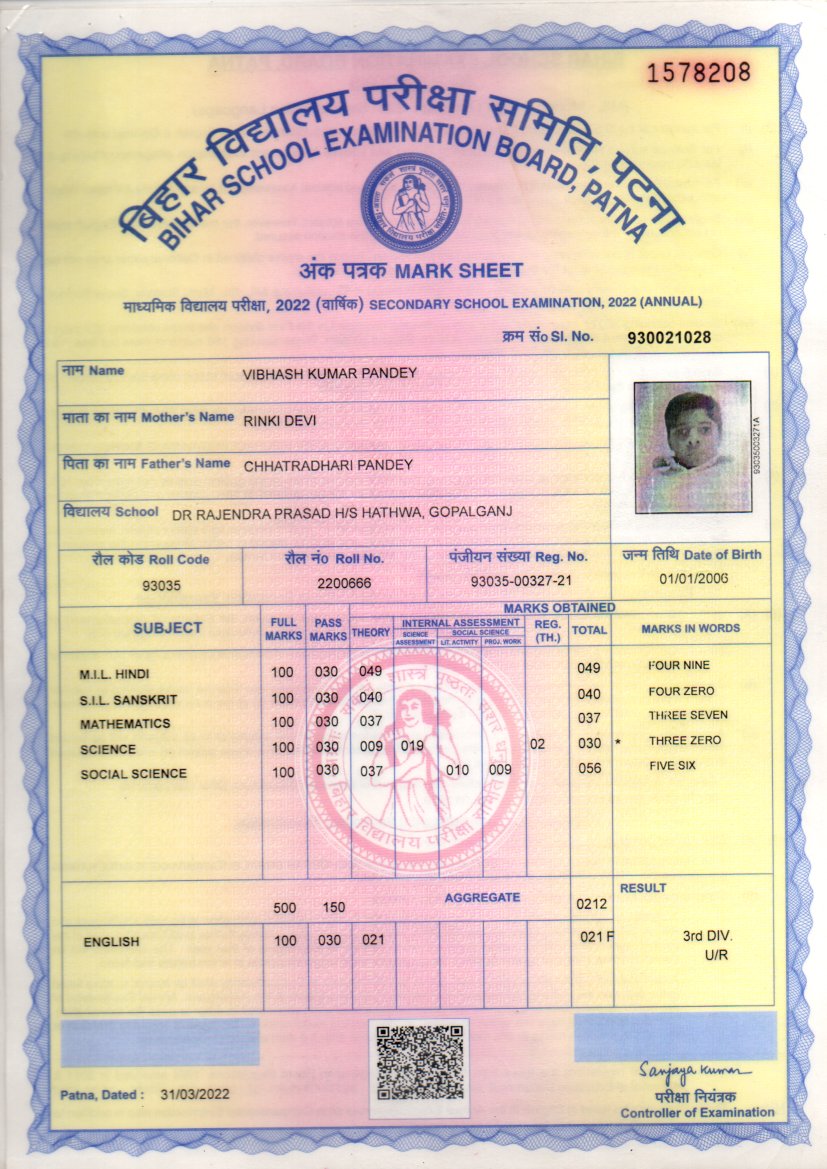 1578208
बिहार विद्यालय परीक्षा समिति, पटना
BIHAR SCHOOL EXAMINATION BOARD, PATNA
अंक पत्रक MARK SHEET
माध्यमिक विद्यालय परीक्षा, 2022 (वार्षिक) SECONDARY SCHOOL EXAMINATION, 2022 (ANNUAL)
क्रम सं० Sl. No. 930021028
नाम Name VIBHASH KUMAR PANDEY
माता का नाम Mother's Name RINKI DEVI
पिता का नाम Father's Name CHHATRADHARI PANDEY
93035003271A
विद्यालय School DR RAJENDRA PRASAD H/S HATHWA, GOPALGANJ
रौल कोड Roll Code रौल नं० Roll No. पंजीयन संख्या Reg. No. जन्म तिथि Date of Birth
93035 2200666 93035-00327-21 01/01/2006
MARKS OBTAINED
SUBJECT FULL MARKS PASS MARKS THEORY INTERNAL ASSESSMENT SCIENCE ASSESSMENT SOCIAL SCIENCE LIT. ACTIVITY PROJ. WORK REG. (TH.) TOTAL MARKS IN WORDS
M.I.L. HINDI 100 030 049 049 FOUR NINE
S.I.L. SANSKRIT 100 030 040 040 FOUR ZERO
MATHEMATICS 100 030 037 037 THREE SEVEN
SCIENCE 100 030 009 019 02 030 * THREE ZERO
SOCIAL SCIENCE 100 030 037 010 009 056 FIVE SIX
बिहार विद्यालय परीक्षा समिति
500 150 AGGREGATE 0212 RESULT
ENGLISH 100 030 021 021 F 3rd DIV.
U/R
Sanjaya Kumar
Patna, Dated : 31/03/2022
परीक्षा नियंत्रक
Controller of Examination